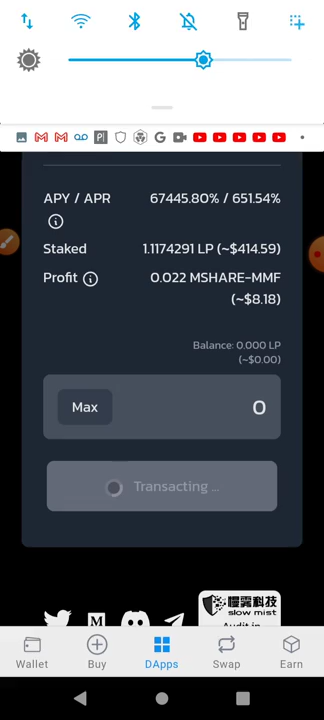 APY / APR 67445.80% / 651.54%
Staked 1.1174291 LP (~$414.59)
Profit 0.022 MSHARE-MMF
(~$8.18)
Balance: 0.000 LP
(~$0.00)
Max 0
Transacting ...
慢霧科技
slow mist
Audit in
Wallet Buy DApps Swap Earn